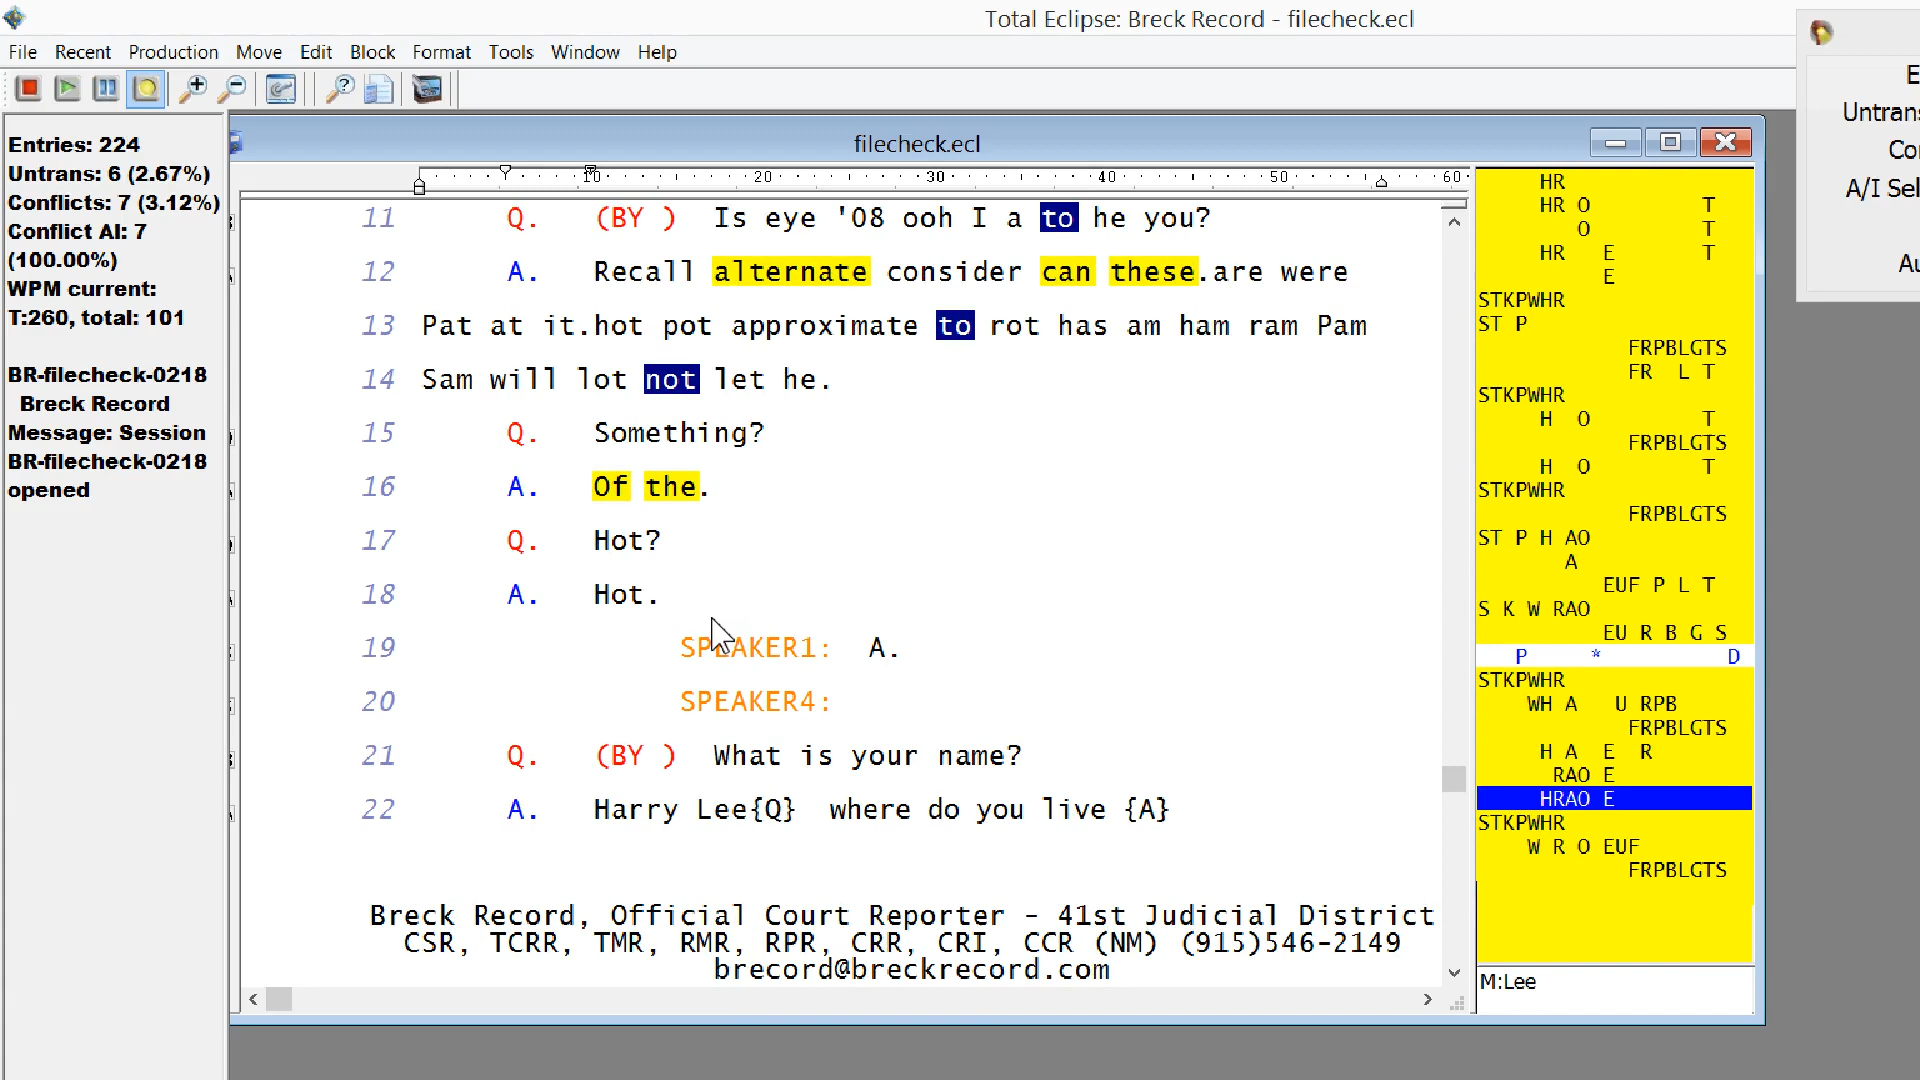 Total Eclipse: Breck Record - filecheck.ecl
File Recent Production Move Edit Block Format Tools Window Help
Entries: 224
Untrans: 6 (2.67%)
Conflicts: 7 (3.12%)
Conflict AI: 7
(100.00%)
WPM current:
T:260, total: 101
BR-filecheck-0218
Breck Record
Message: Session
BR-filecheck-0218
opened
filecheck.ecl
10 20 30 40 50 60
11 Q. (BY ) Is eye '08 ooh I a to he you?
12 A. Recall alternate consider can these.are were
13 Pat at it.hot pot approximate to rot has am ham ram Pam
14 Sam will lot not let he.
15 Q. Something?
16 A. Of the.
17 Q. Hot?
18 A. Hot.
19 SPEAKER1: A.
20 SPEAKER4:
21 Q. (BY ) What is your name?
22 A. Harry Lee{Q} where do you live {A}
Breck Record, Official Court Reporter - 41st Judicial District
CSR, TCRR, TMR, RMR, RPR, CRR, CRI, CCR (NM) (915)546-2149
brecord@breckrecord.com
HR
HR O T
O T
HR E T
E
STKPWHR
ST P
FRPBLGTS
FR L T
STKPWHR
H O T
FRPBLGTS
H O T
STKPWHR
FRPBLGTS
ST P H AO
A
EUF P L T
S K W RAO
EU R B G S
P * D
STKPWHR
WH A U RPB
FRPBLGTS
H A E R
RAO E
HRAO E
STKPWHR
W R O EUF
FRPBLGTS
M:Lee
E
Untrans
Co
A/I Sel
Au